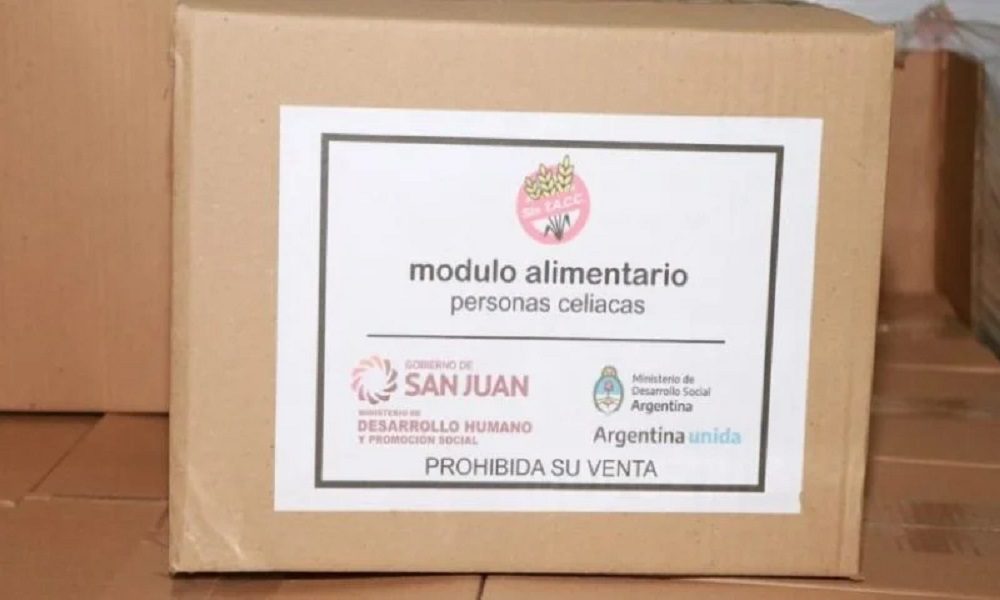 Sin T.A.C.C.
modulo alimentario
personas celiacas
GOBIERNO DE
SAN JUAN
MINISTERIO DE
DESARROLLO HUMANO
Y PROMOCIÓN SOCIAL
Ministerio de
Desarrollo Social
Argentina
Argentina unida
PROHIBIDA SU VENTA